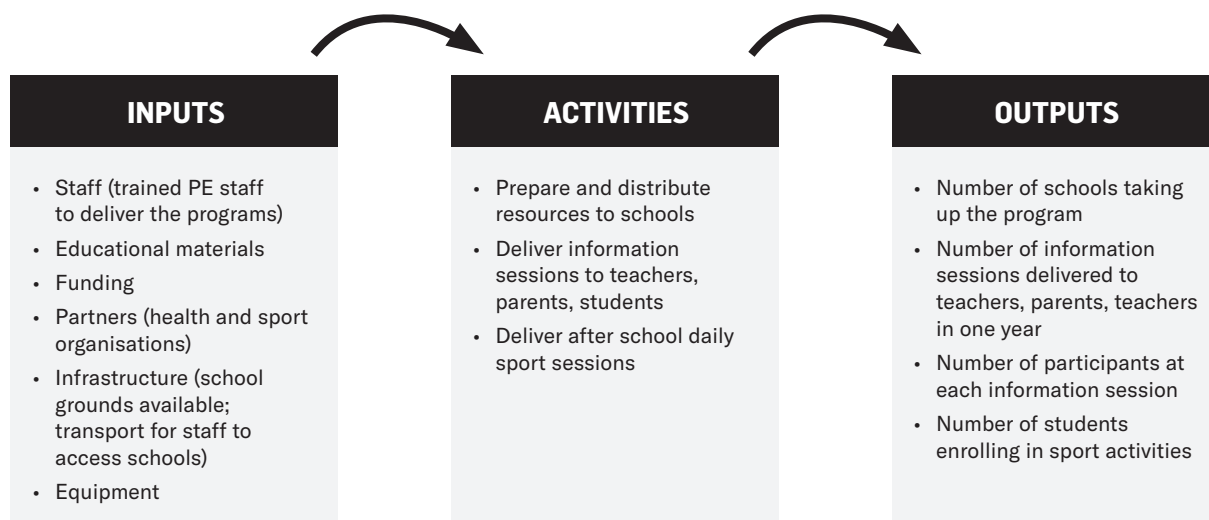 INPUTS
• Staff (trained PE staff
to deliver the programs)
• Educational materials
• Funding
• Partners (health and sport
organisations)
• Infrastructure (school
grounds available;
transport for staff to
access schools)
• Equipment
ACTIVITIES
• Prepare and distribute
resources to schools
• Deliver information
sessions to teachers,
parents, students
• Deliver after school daily
sport sessions
OUTPUTS
• Number of schools taking
up the program
• Number of information
sessions delivered to
teachers, parents, teachers
in one year
• Number of participants at
each information session
• Number of students
enrolling in sport activities